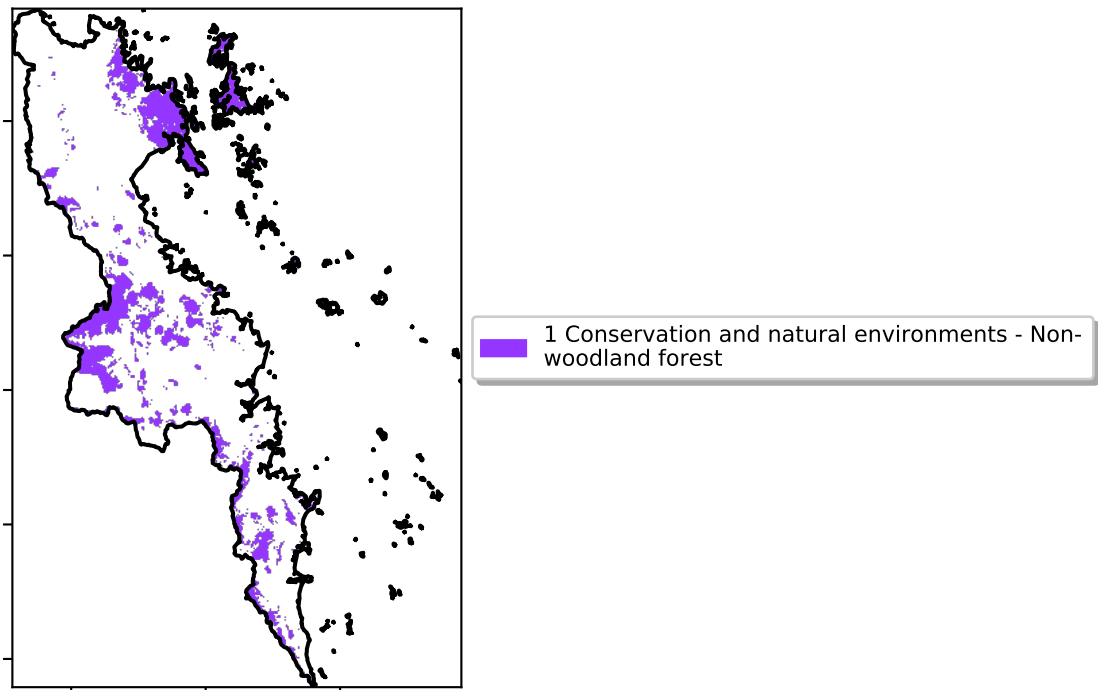 1 Conservation and natural environments - Non-
woodland forest